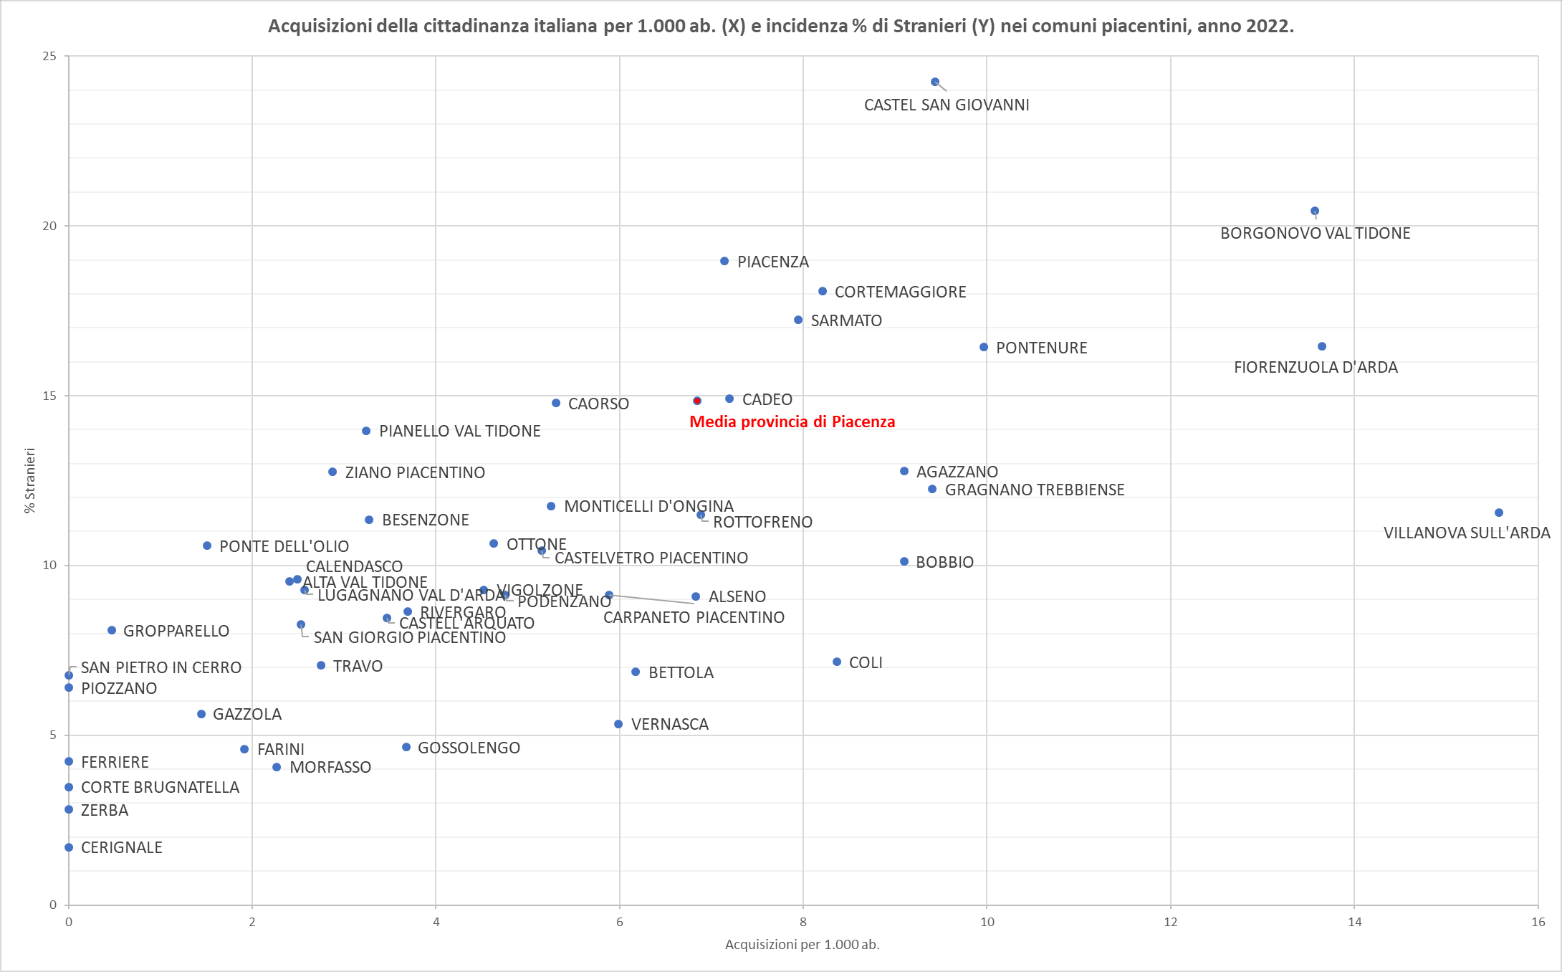 Acquisizioni della cittadinanza italiana per 1.000 ab. (X) e incidenza % di Stranieri (Y) nei comuni piacentini, anno 2022.
25
CASTEL SAN GIOVANNI
20
BORGONOVO VAL TIDONE
PIACENZA
CORTEMAGGIORE
SARMATO
PONTENURE
FIORENZUOLA D'ARDA
15
CADEO
CAORSO
Media provincia di Piacenza
PIANELLO VAL TIDONE
ZIANO PIACENTINO
AGAZZANO
GRAGNANO TREBBIENSE
% Stranieri
MONTICELLI D'ONGINA
BESENZONE
ROTTOFRENO
VILLANOVA SULL'ARDA
PONTE DELL'OLIO
OTTONE
CASTELVETRO PIACENTINO
BOBBIO
10
CALENDASCO
ALTA VAL TIDONE
LUGAGNANO VAL D'ARDA
VIGOLZONE
PODENZANO
ALSENO
RIVERGARO
CARPANETO PIACENTINO
CASTELL'ARQUATO
GROPPARELLO
SAN GIORGIO PIACENTINO
SAN PIETRO IN CERRO
TRAVO
COLI
BETTOLA
PIOZZANO
GAZZOLA
VERNASCA
5
FARINI
GOSSOLENGO
FERRIERE
MORFASSO
CORTE BRUGNATELLA
ZERBA
CERIGNALE
0
0 2 4 6 8 10 12 14 16
Acquisizioni per 1.000 ab.